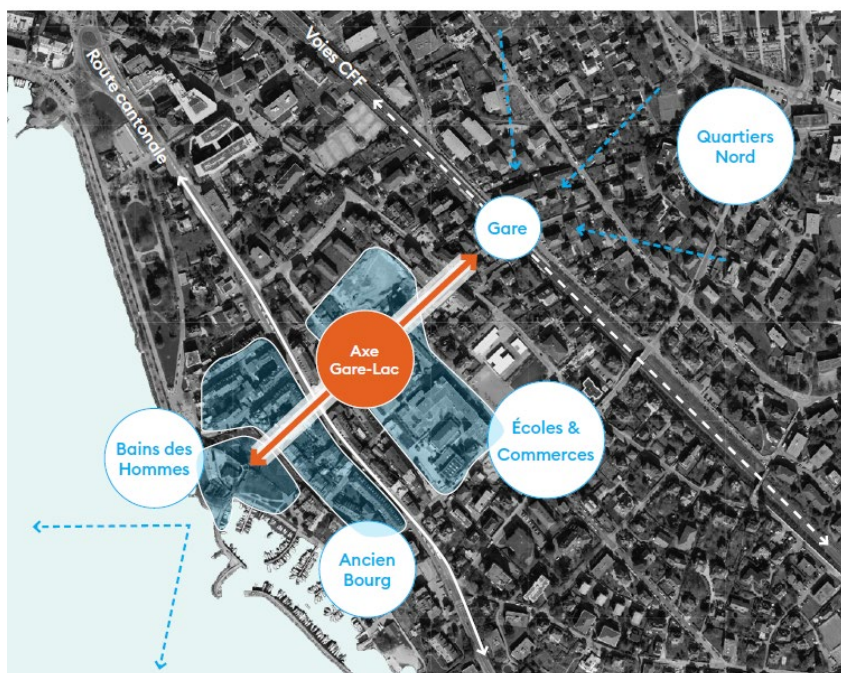 Route cantonale
Voies CFF
Quartiers
Nord
Gare
Axe
Gare-Lac
Bains des
Hommes
Écoles &
Commerces
Ancien
Bourg